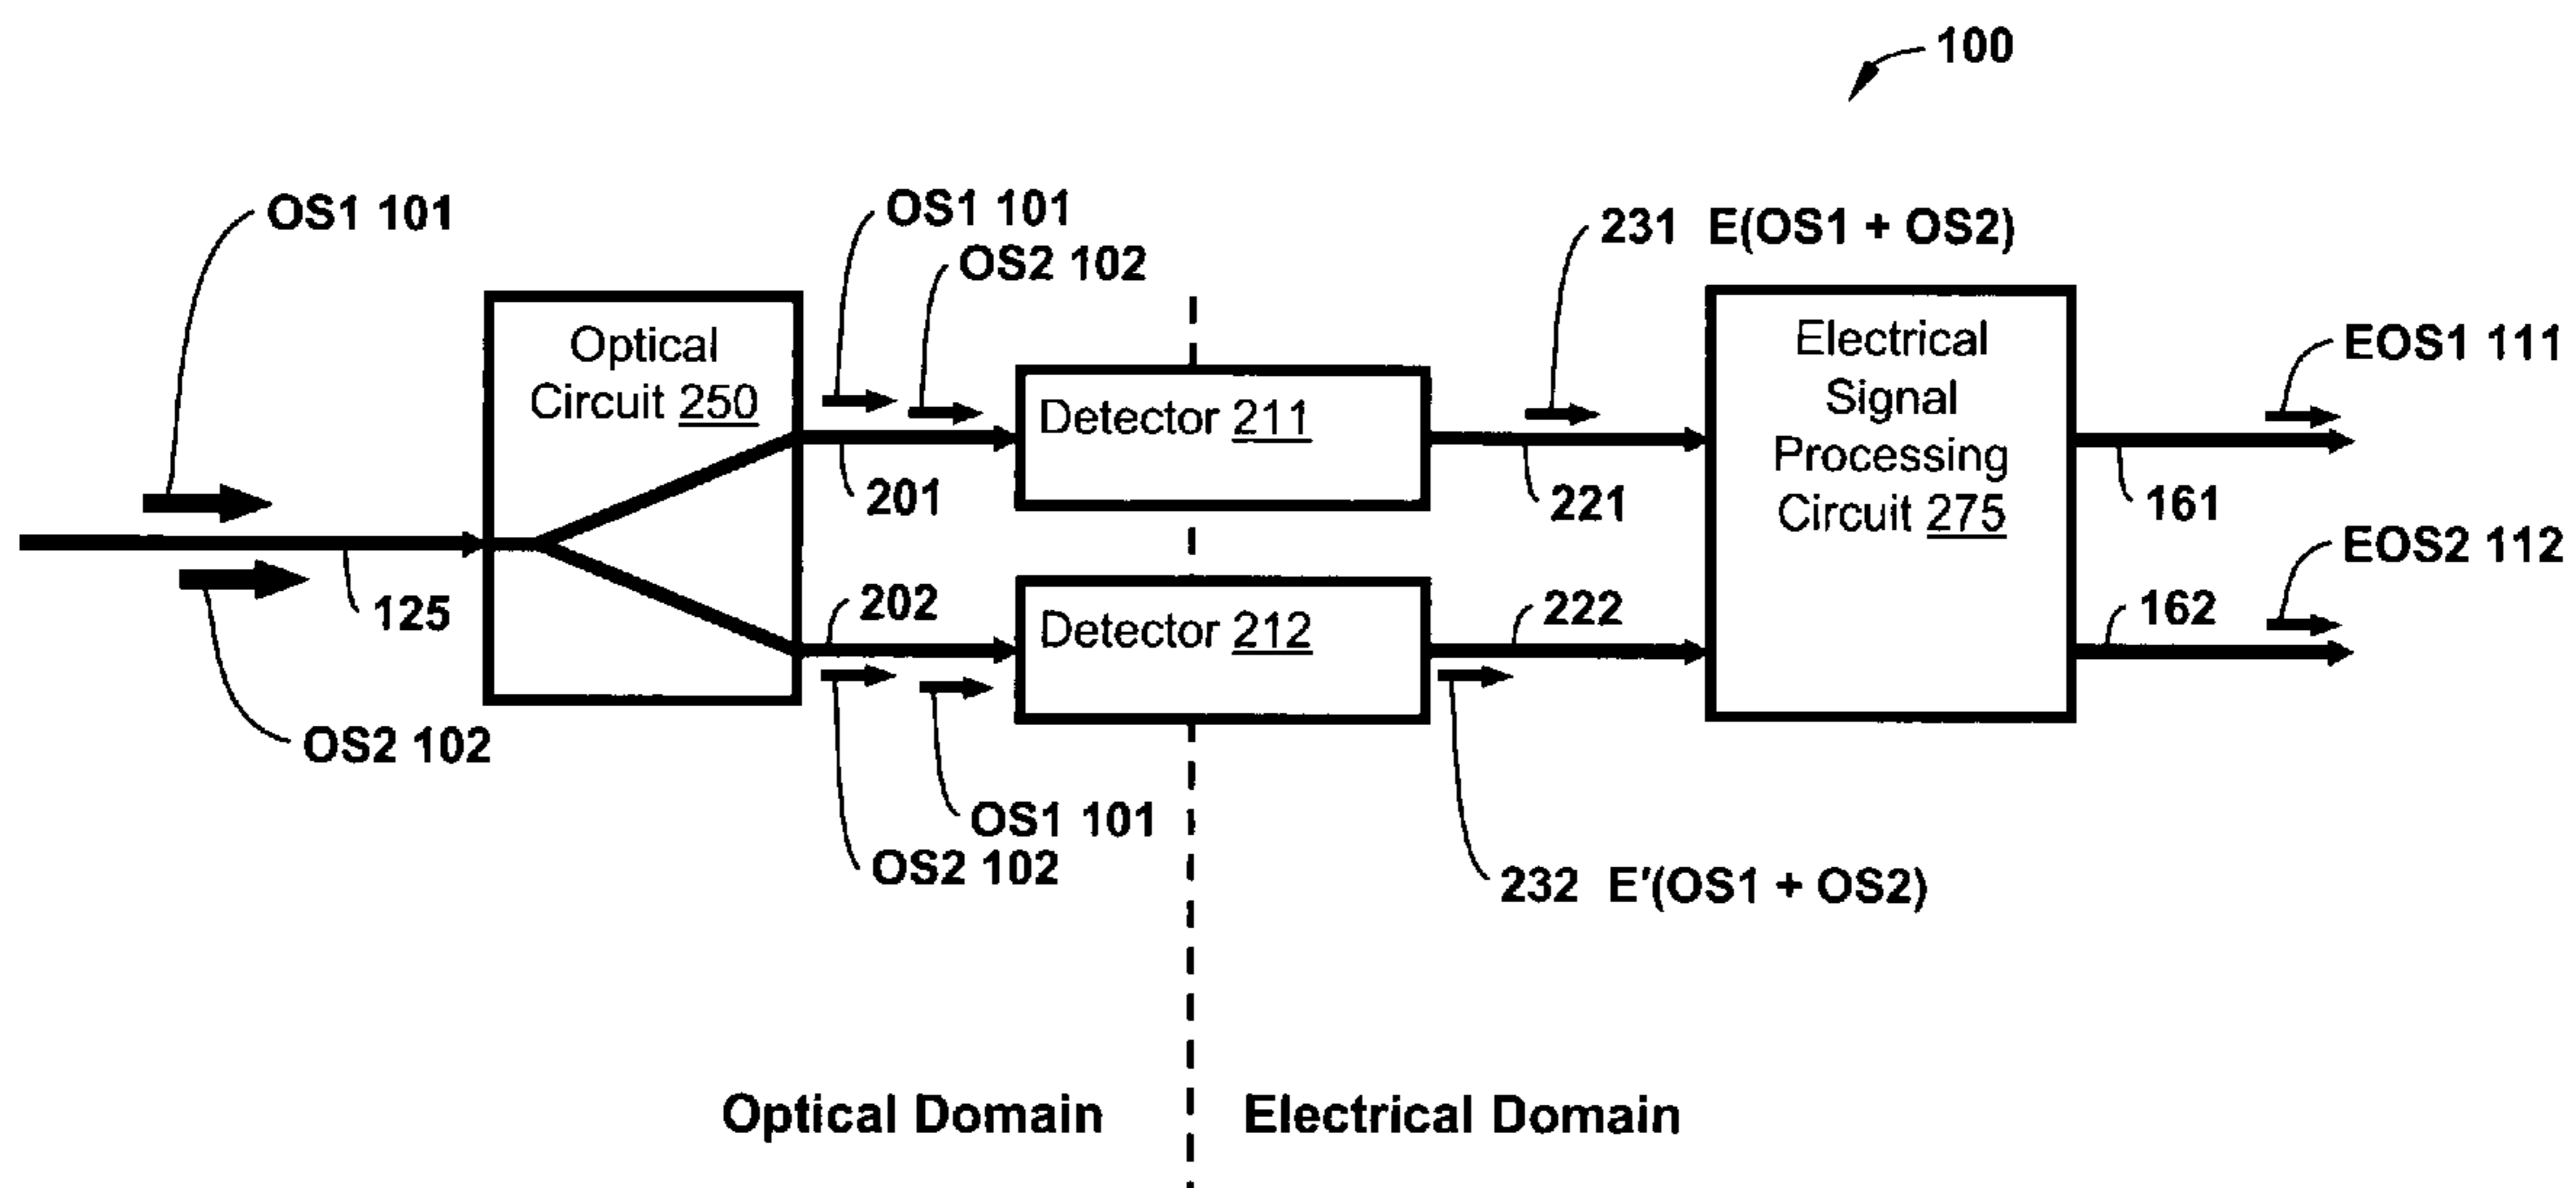 100
OS1 101
OS1 101
OS2 102
231 E(OS1 + OS2)
Optical
Circuit 250
Electrical
Signal
Processing
Circuit 275
EOS1 111
Detector 211
201
221
161
125
EOS2 112
202
Detector 212
222
162
OS2 102
OS1 101
OS2 102
232 E'(OS1 + OS2)
Optical Domain
Electrical Domain